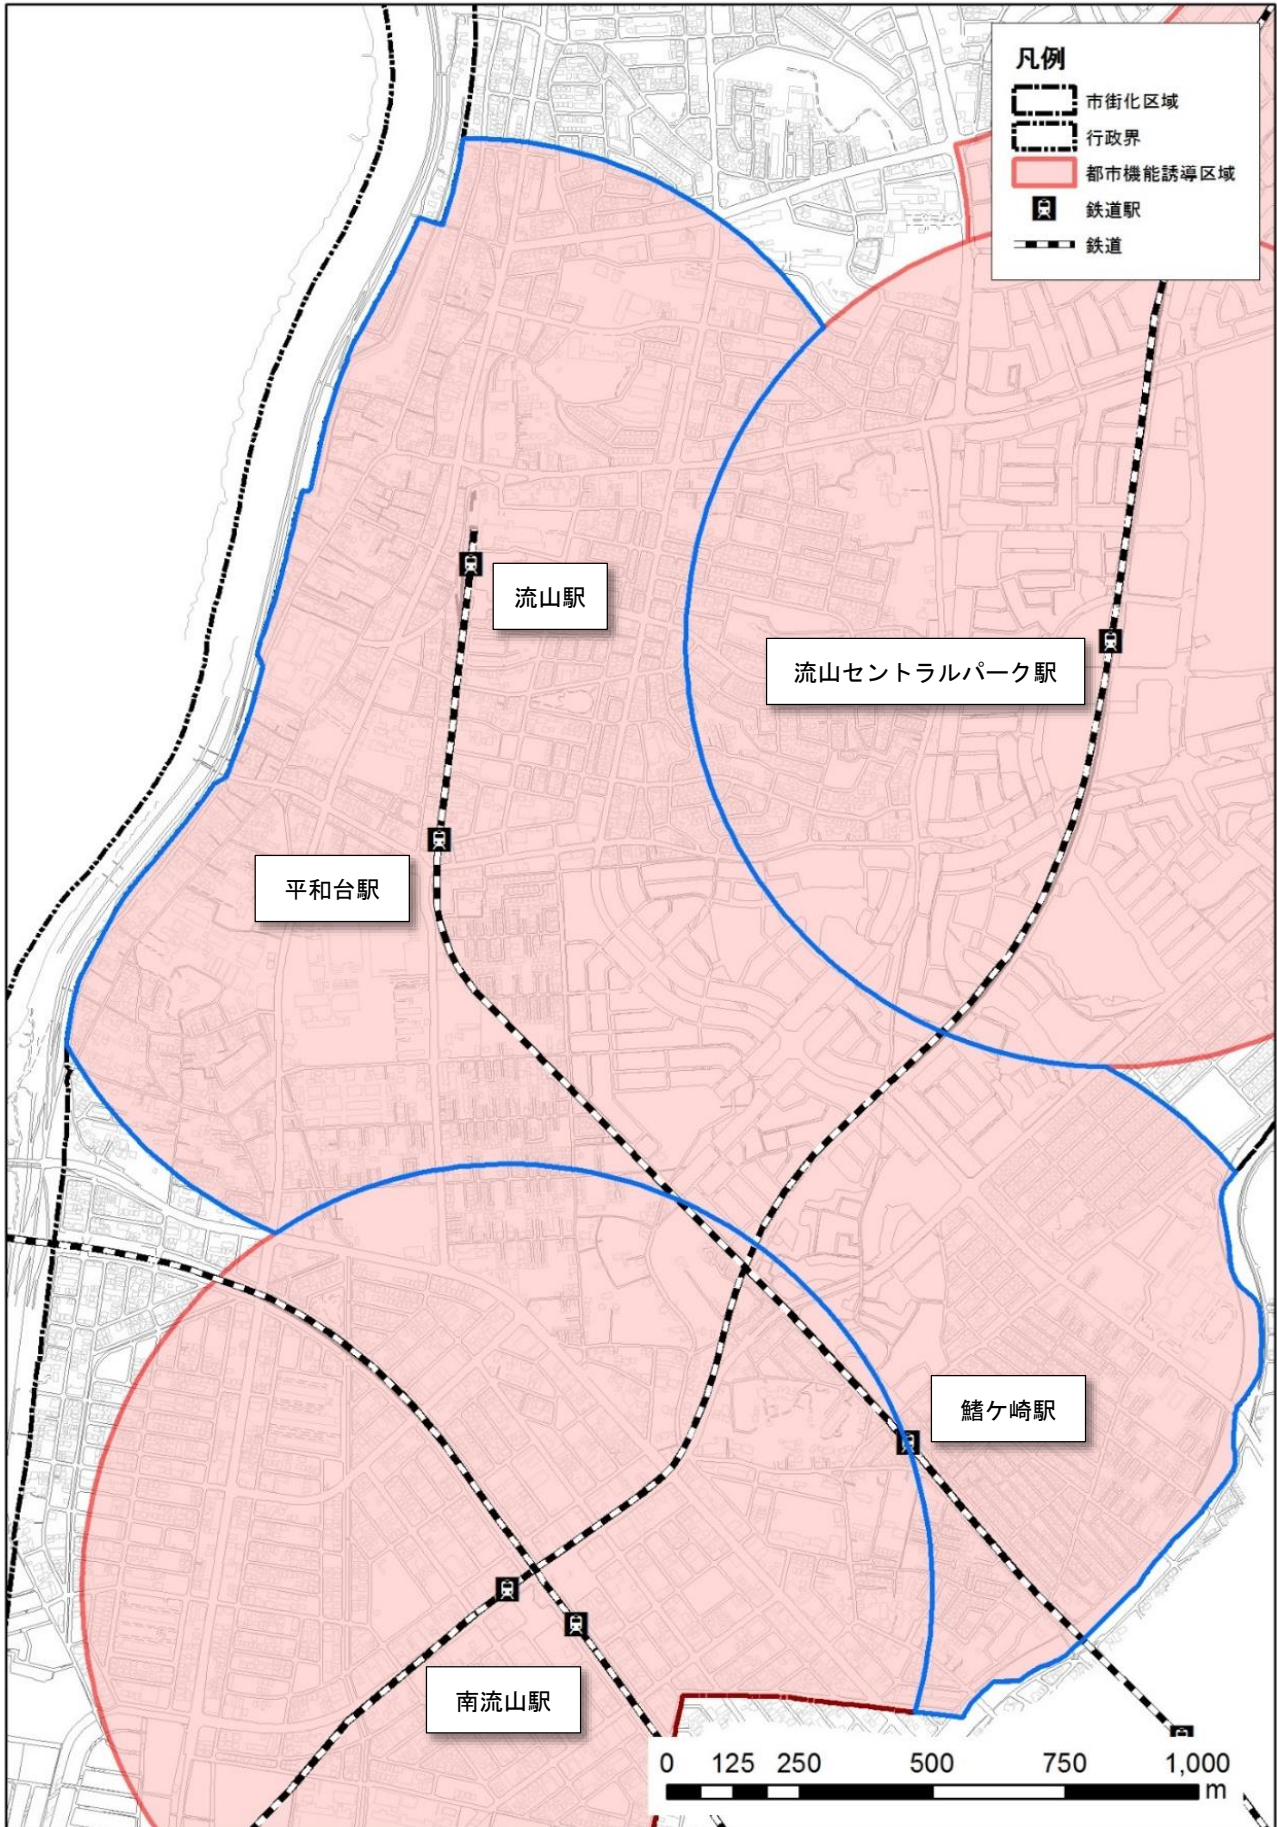 凡例
市街化区域
行政界
都市機能誘導区域
鉄道駅
鉄道
流山駅
流山セントラルパーク駅
平和台駅
鰭ケ崎駅
南流山駅
0 125 250 500 750 1,000
m